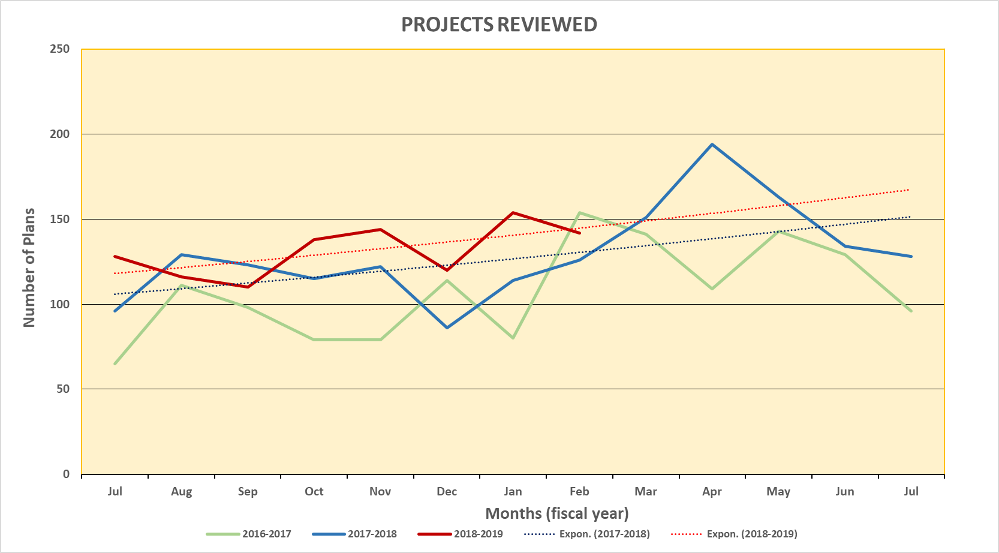 PROJECTS REVIEWED
250
200
150
100
50
0
Number of Plans
Jul Aug Sep Oct Nov Dec Jan Feb Mar Apr May Jun Jul
Months (fiscal year)
2016-2017 2017-2018 2018-2019 Expon. (2017-2018) Expon. (2018-2019)